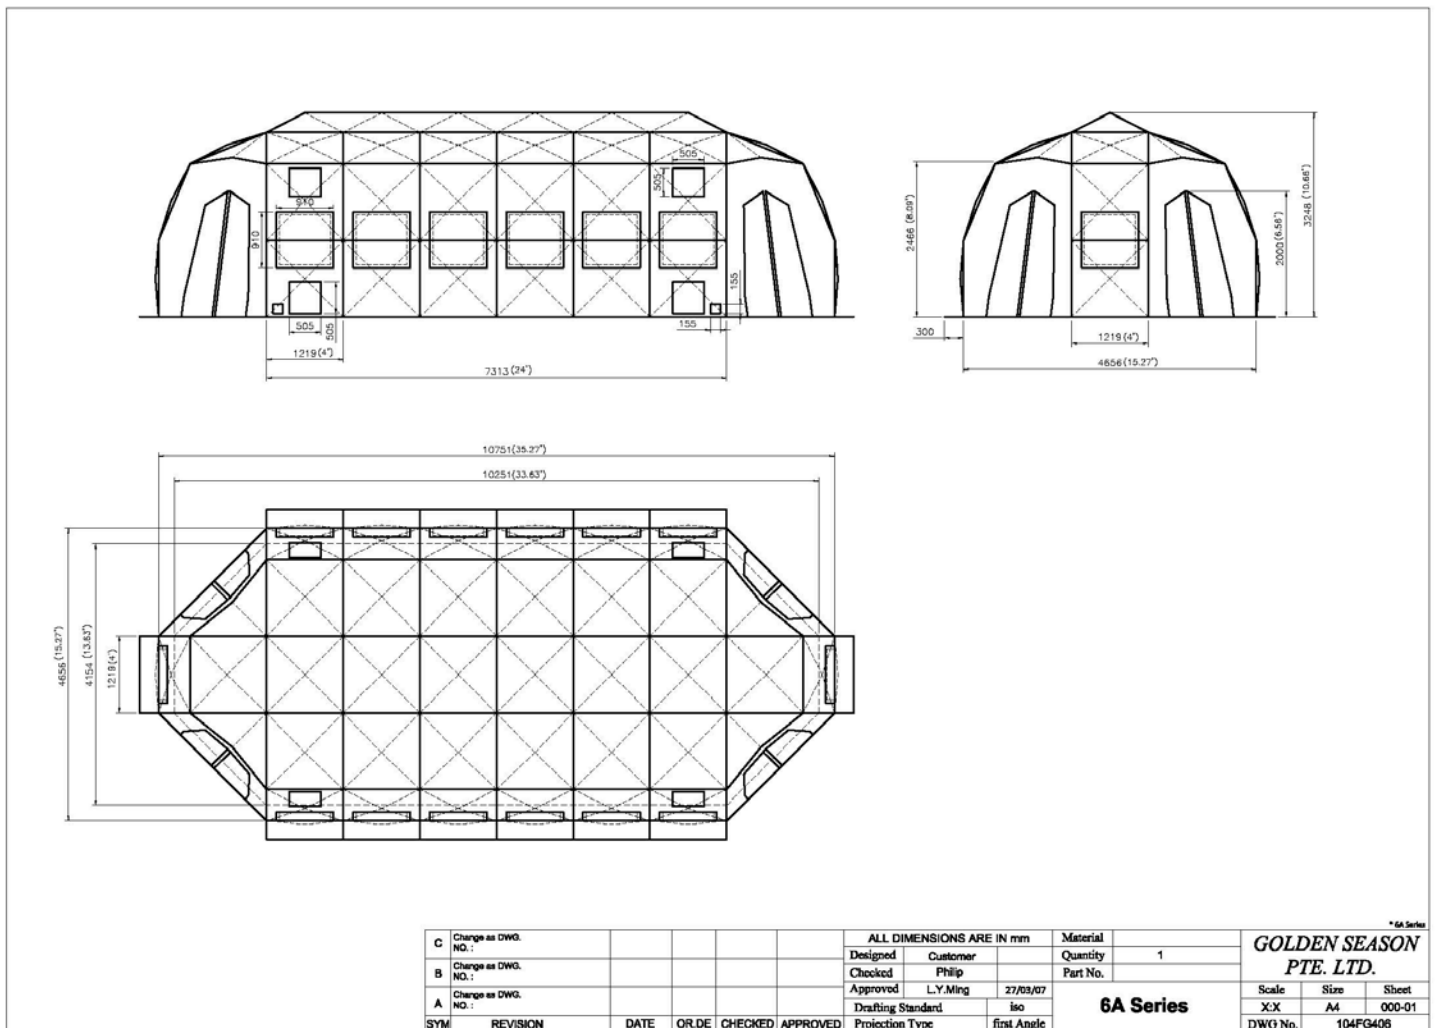 505
505
910
910
155
505
505
155
1219(4")
7313(24")
2466 (8.09")
2000(6.56")
3248 (10.66")
300
1219(4")
4656(15.27")
10751(35.27")
10251(33.63")
4656(15.27")
4154 (13.63")
1219(4")
* 6A Series
C Change as DWG. NO. :
B Change as DWG. NO. :
A Change as DWG. NO. :
SYM REVISION DATE OR.DE CHECKED APPROVED
ALL DIMENSIONS ARE IN mm
Designed Customer
Checked Philip
Approved L.Y.Ming 27/03/07
Drafting Standard iso
Projection Type first Angle
Material
Quantity 1
Part No.
6A Series
GOLDEN SEASON
PTE. LTD.
Scale Size Sheet
X:X A4 000-01
DWG No. 104FG406